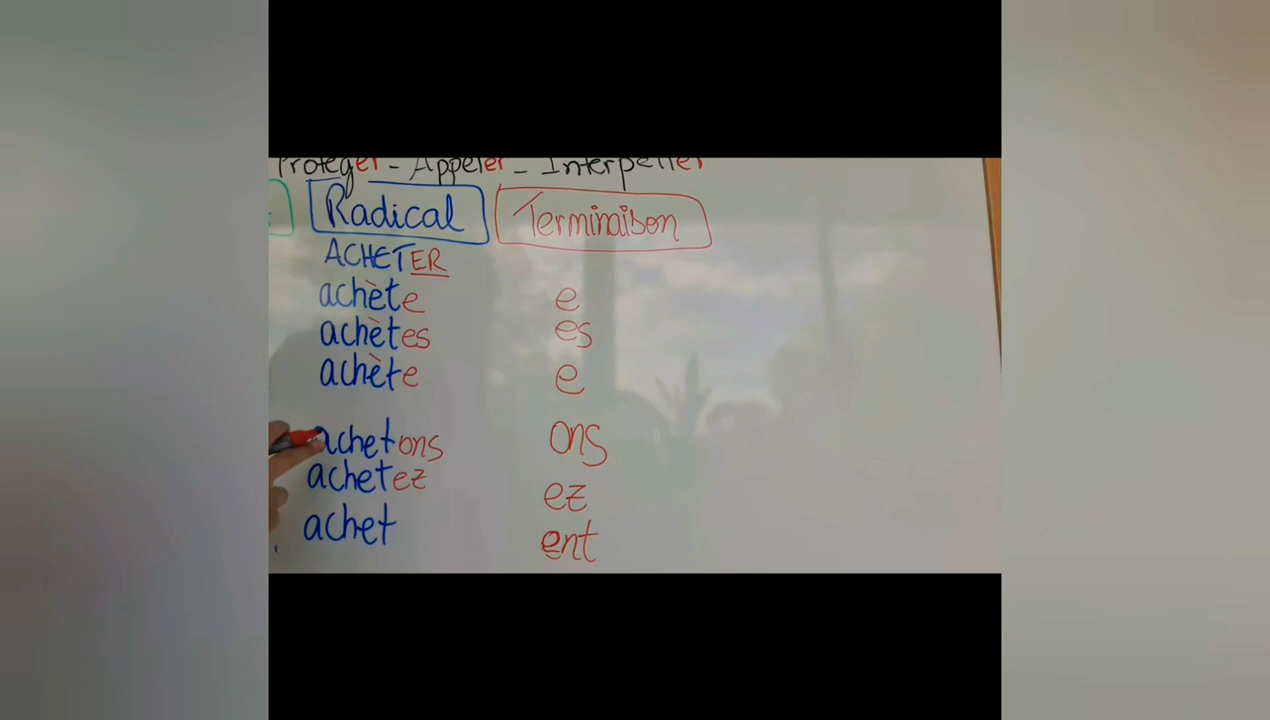 Protéger - Appeler - Interpeller
Radical Terminaison
ACHETER
achète e
achètes es
achète e
achetons ons
achetez ez
achet ent